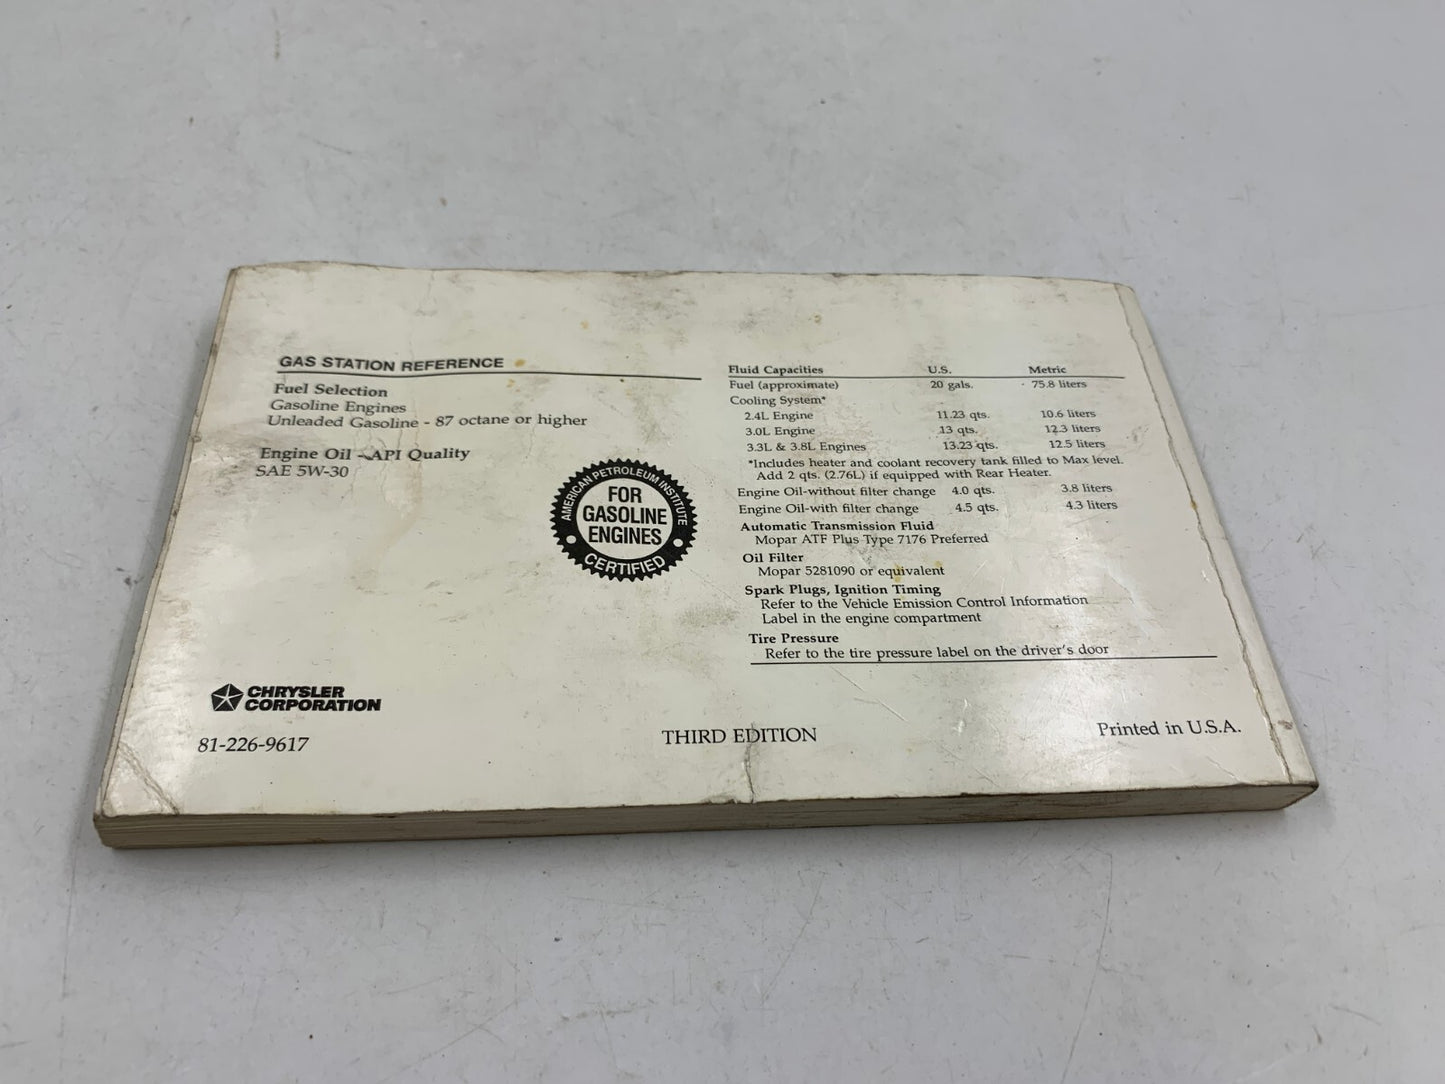 GAS STATION REFERENCE
Fuel Selection
Gasoline Engines
Unleaded Gasoline - 87 octane or higher
Engine Oil - API Quality
SAE 5W-30
AMERICAN PETROLEUM INSTITUTE
FOR
GASOLINE
ENGINES
CERTIFIED
CHRYSLER
CORPORATION
81-226-9617
Fluid Capacities U.S. Metric
Fuel (approximate) 20 gals. 75.8 liters
Cooling System*
2.4L Engine 11.23 qts. 10.6 liters
3.0L Engine 13 qts. 12.3 liters
3.3L & 3.8L Engines 13.23 qts. 12.5 liters
*Includes heater and coolant recovery tank filled to Max level.
Add 2 qts. (2.76L) if equipped with Rear Heater.
Engine Oil-without filter change 4.0 qts. 3.8 liters
Engine Oil-with filter change 4.5 qts. 4.3 liters
Automatic Transmission Fluid
Mopar ATF Plus Type 7176 Preferred
Oil Filter
Mopar 5281090 or equivalent
Spark Plugs, Ignition Timing
Refer to the Vehicle Emission Control Information
Label in the engine compartment
Tire Pressure
Refer to the tire pressure label on the driver's door
THIRD EDITION
Printed in U.S.A.